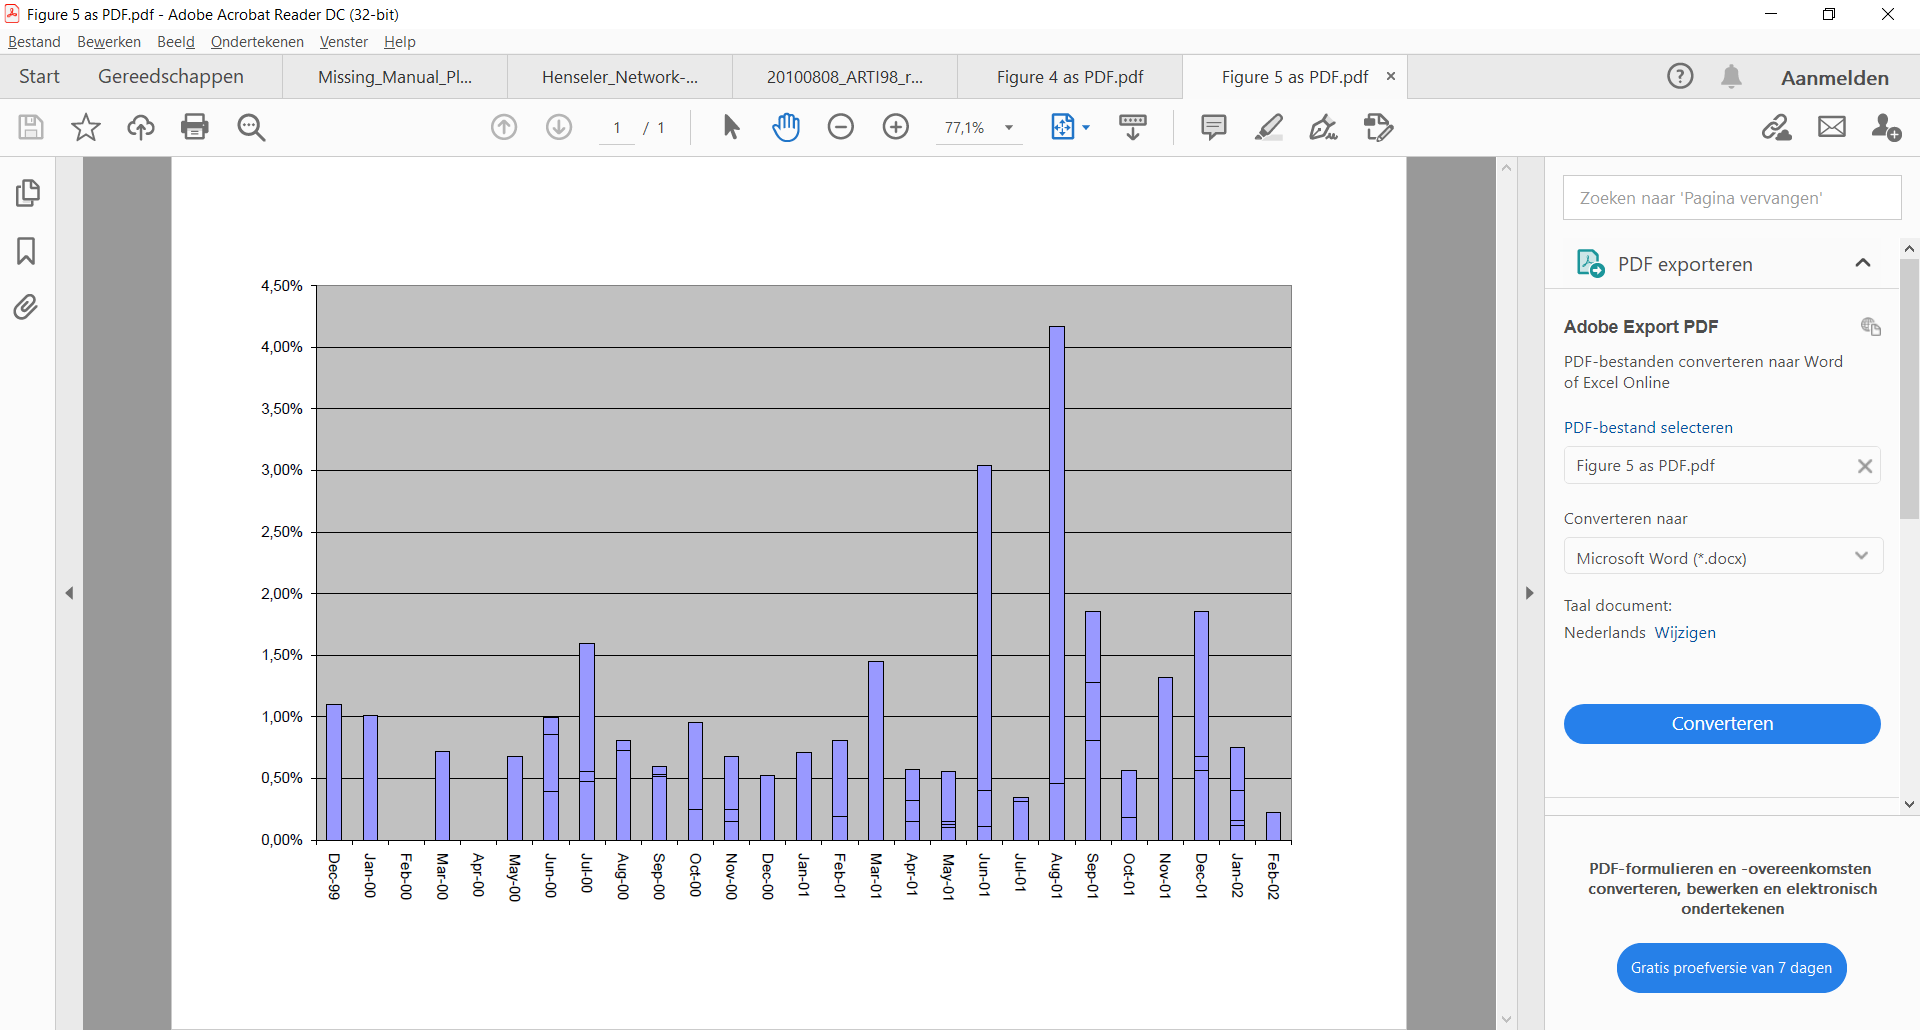 Figure 5 as PDF.pdf - Adobe Acrobat Reader DC (32-bit)
Bestand Bewerken Beeld Ondertekenen Venster Help
Start Gereedschappen Missing_Manual_Pl... Henseler_Network-... 20100808_ARTI98_r... Figure 4 as PDF.pdf Figure 5 as PDF.pdf Aanmelden
1 / 1 77,1%
4,50%
4,00%
3,50%
3,00%
2,50%
2,00%
1,50%
1,00%
0,50%
0,00%
Dec-99
Jan-00
Feb-00
Mar-00
Apr-00
May-00
Jun-00
Jul-00
Aug-00
Sep-00
Oct-00
Nov-00
Dec-00
Jan-01
Feb-01
Mar-01
Apr-01
May-01
Jun-01
Jul-01
Aug-01
Sep-01
Oct-01
Nov-01
Dec-01
Jan-02
Feb-02
Zoeken naar 'Pagina vervangen'
PDF exporteren
Adobe Export PDF
PDF-bestanden converteren naar Word
of Excel Online
PDF-bestand selecteren
Figure 5 as PDF.pdf
Converteren naar
Microsoft Word (*.docx)
Taal document:
Nederlands Wijzigen
Converteren
PDF-formulieren en -overeenkomsten
converteren, bewerken en elektronisch
ondertekenen
Gratis proefversie van 7 dagen